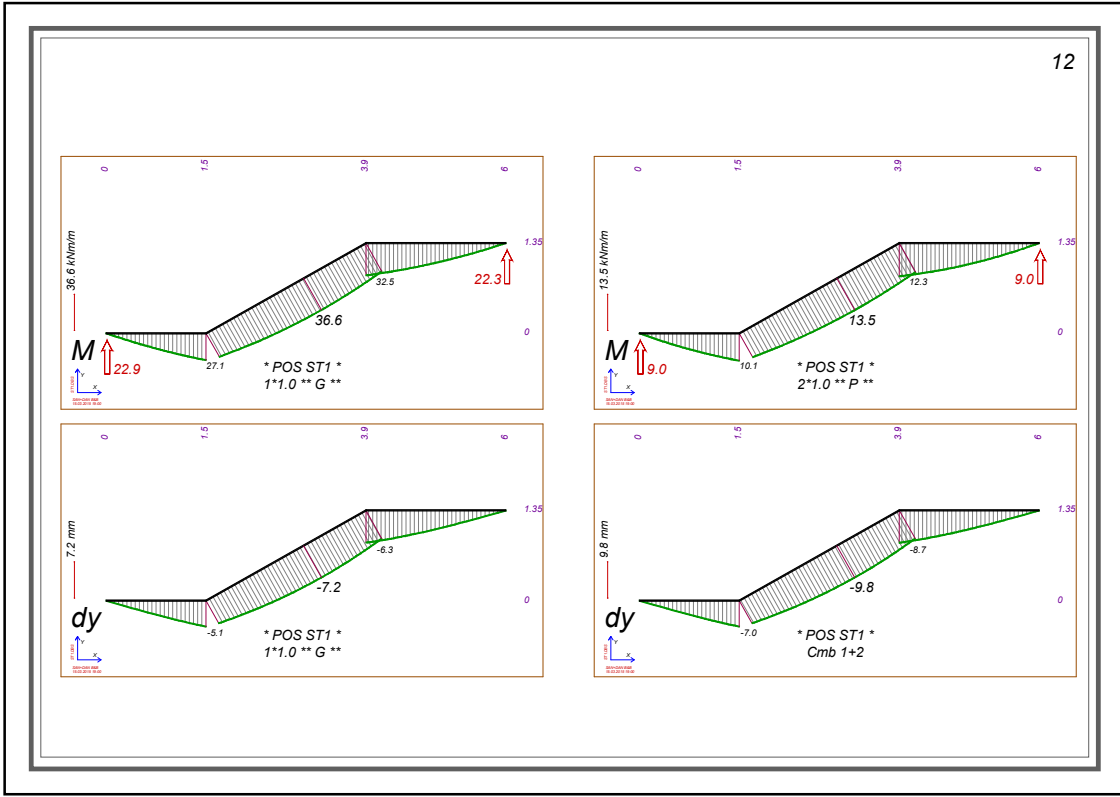 12
0
1.5
3.9
6
36.6 kNm/m
1.35
32.5
22.3
36.6
0
M
22.9
27.1
* POS ST1 *
1*1.0 ** G **
Y
X
0
1.5
3.9
6
13.5 kNm/m
1.35
12.3
9.0
13.5
0
M
9.0
10.1
* POS ST1 *
2*1.0 ** P **
Y
X
0
1.5
3.9
6
7.2 mm
1.35
-6.3
-7.2
0
dy
-5.1
* POS ST1 *
1*1.0 ** G **
Y
X
0
1.5
3.9
6
9.8 mm
1.35
-8.7
-9.8
0
dy
-7.0
* POS ST1 *
Cmb 1+2
Y
X